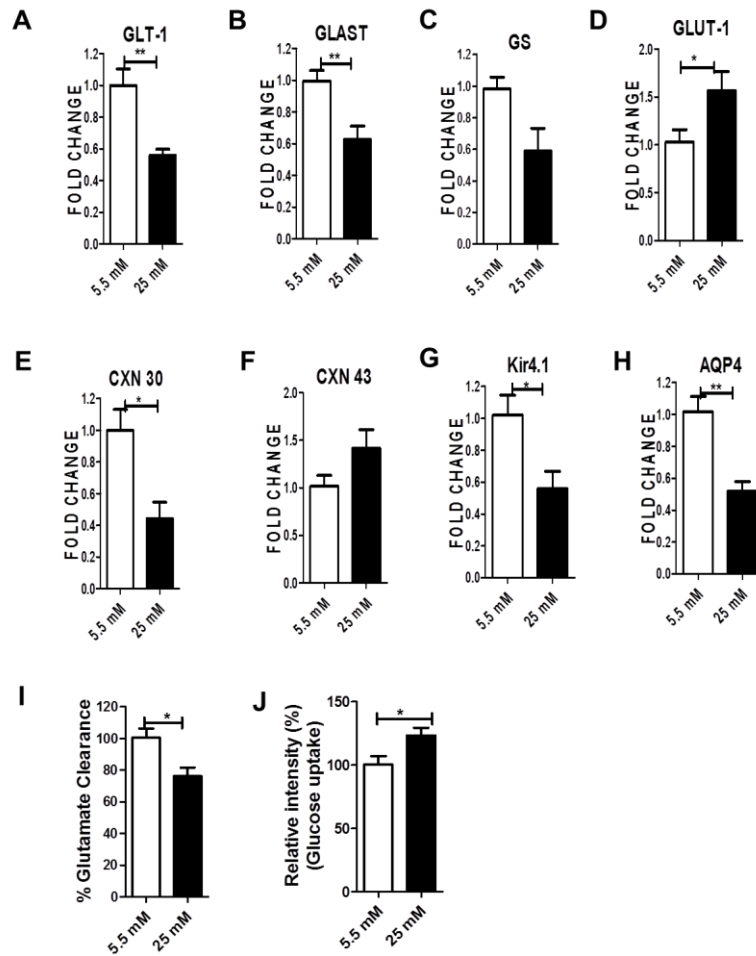 A
GLT-1
**
FOLD CHANGE
1.2
1.0
0.8
0.6
0.4
0.2
0.0
5.5 mM
25 mM
B
GLAST
**
FOLD CHANGE
1.2
1.0
0.8
0.6
0.4
0.2
0.0
5.5 mM
25 mM
C
GS
FOLD CHANGE
1.2
1.0
0.8
0.6
0.4
0.2
0.0
5.5 mM
25 mM
D
GLUT-1
*
FOLD CHANGE
2.0
1.5
1.0
0.5
0.0
5.5 mM
25 mM
E
CXN 30
*
FOLD CHANGE
1.2
1.0
0.8
0.6
0.4
0.2
0.0
5.5 mM
25 mM
F
CXN 43
FOLD CHANGE
2.0
1.5
1.0
0.5
0.0
5.5 mM
25 mM
G
Kir4.1
*
FOLD CHANGE
1.2
1.0
0.8
0.6
0.4
0.2
0.0
5.5 mM
25 mM
H
AQP4
**
FOLD CHANGE
1.2
1.0
0.8
0.6
0.4
0.2
0.0
5.5 mM
25 mM
I
*
% Glutamate Clearance
120
100
80
60
40
20
0
5.5 mM
25 mM
J
*
Relative intensity (%)
(Glucose uptake)
150
100
50
0
5.5 mM
25 mM